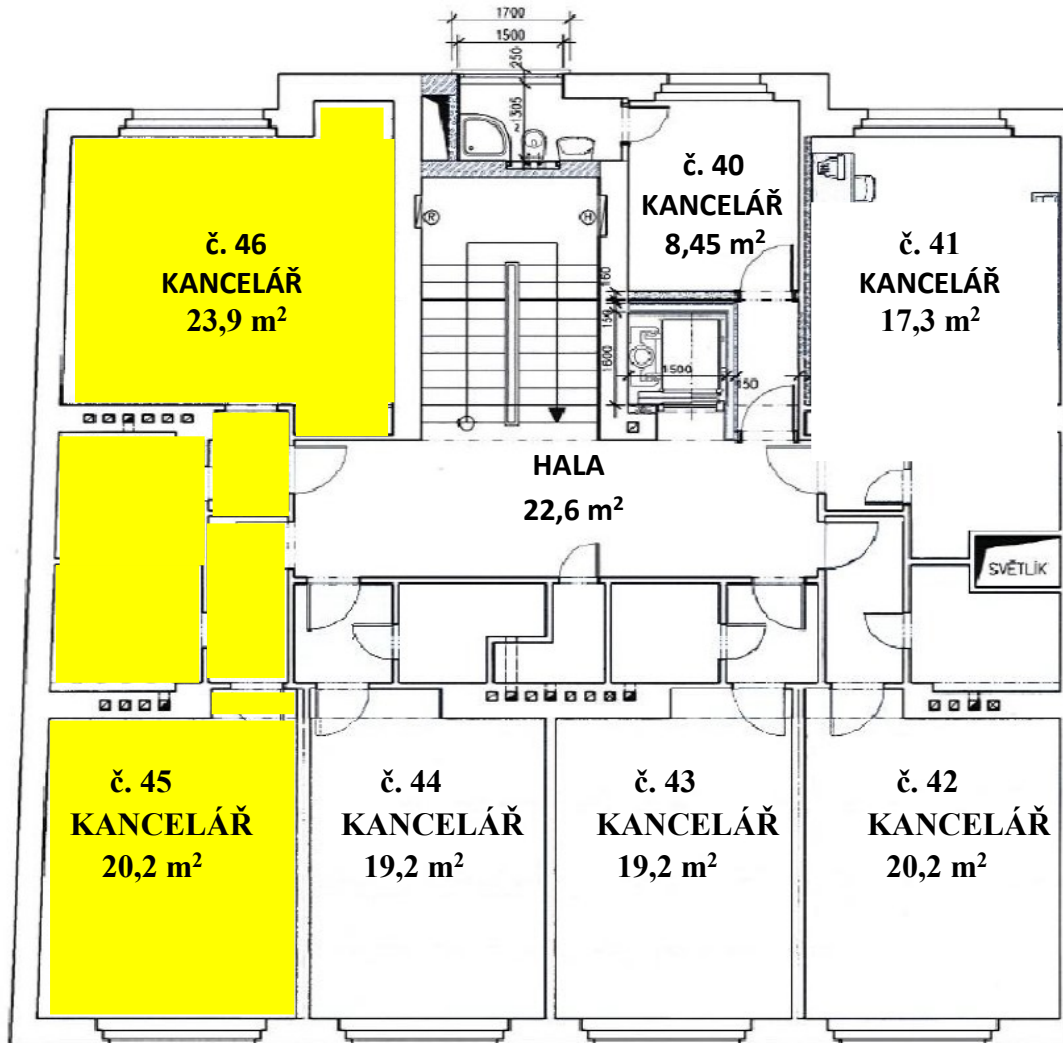 1700
1500
250
1305
2
č. 46
KANCELÁŘ
23,9 m²
R
H
č. 40
KANCELÁŘ
8,45 m²
č. 41
KANCELÁŘ
17,3 m²
160
150
1600
1500
150
HALA
22,6 m²
SVĚTLÍK
č. 45
KANCELÁŘ
20,2 m²
č. 44
KANCELÁŘ
19,2 m²
č. 43
KANCELÁŘ
19,2 m²
č. 42
KANCELÁŘ
20,2 m²